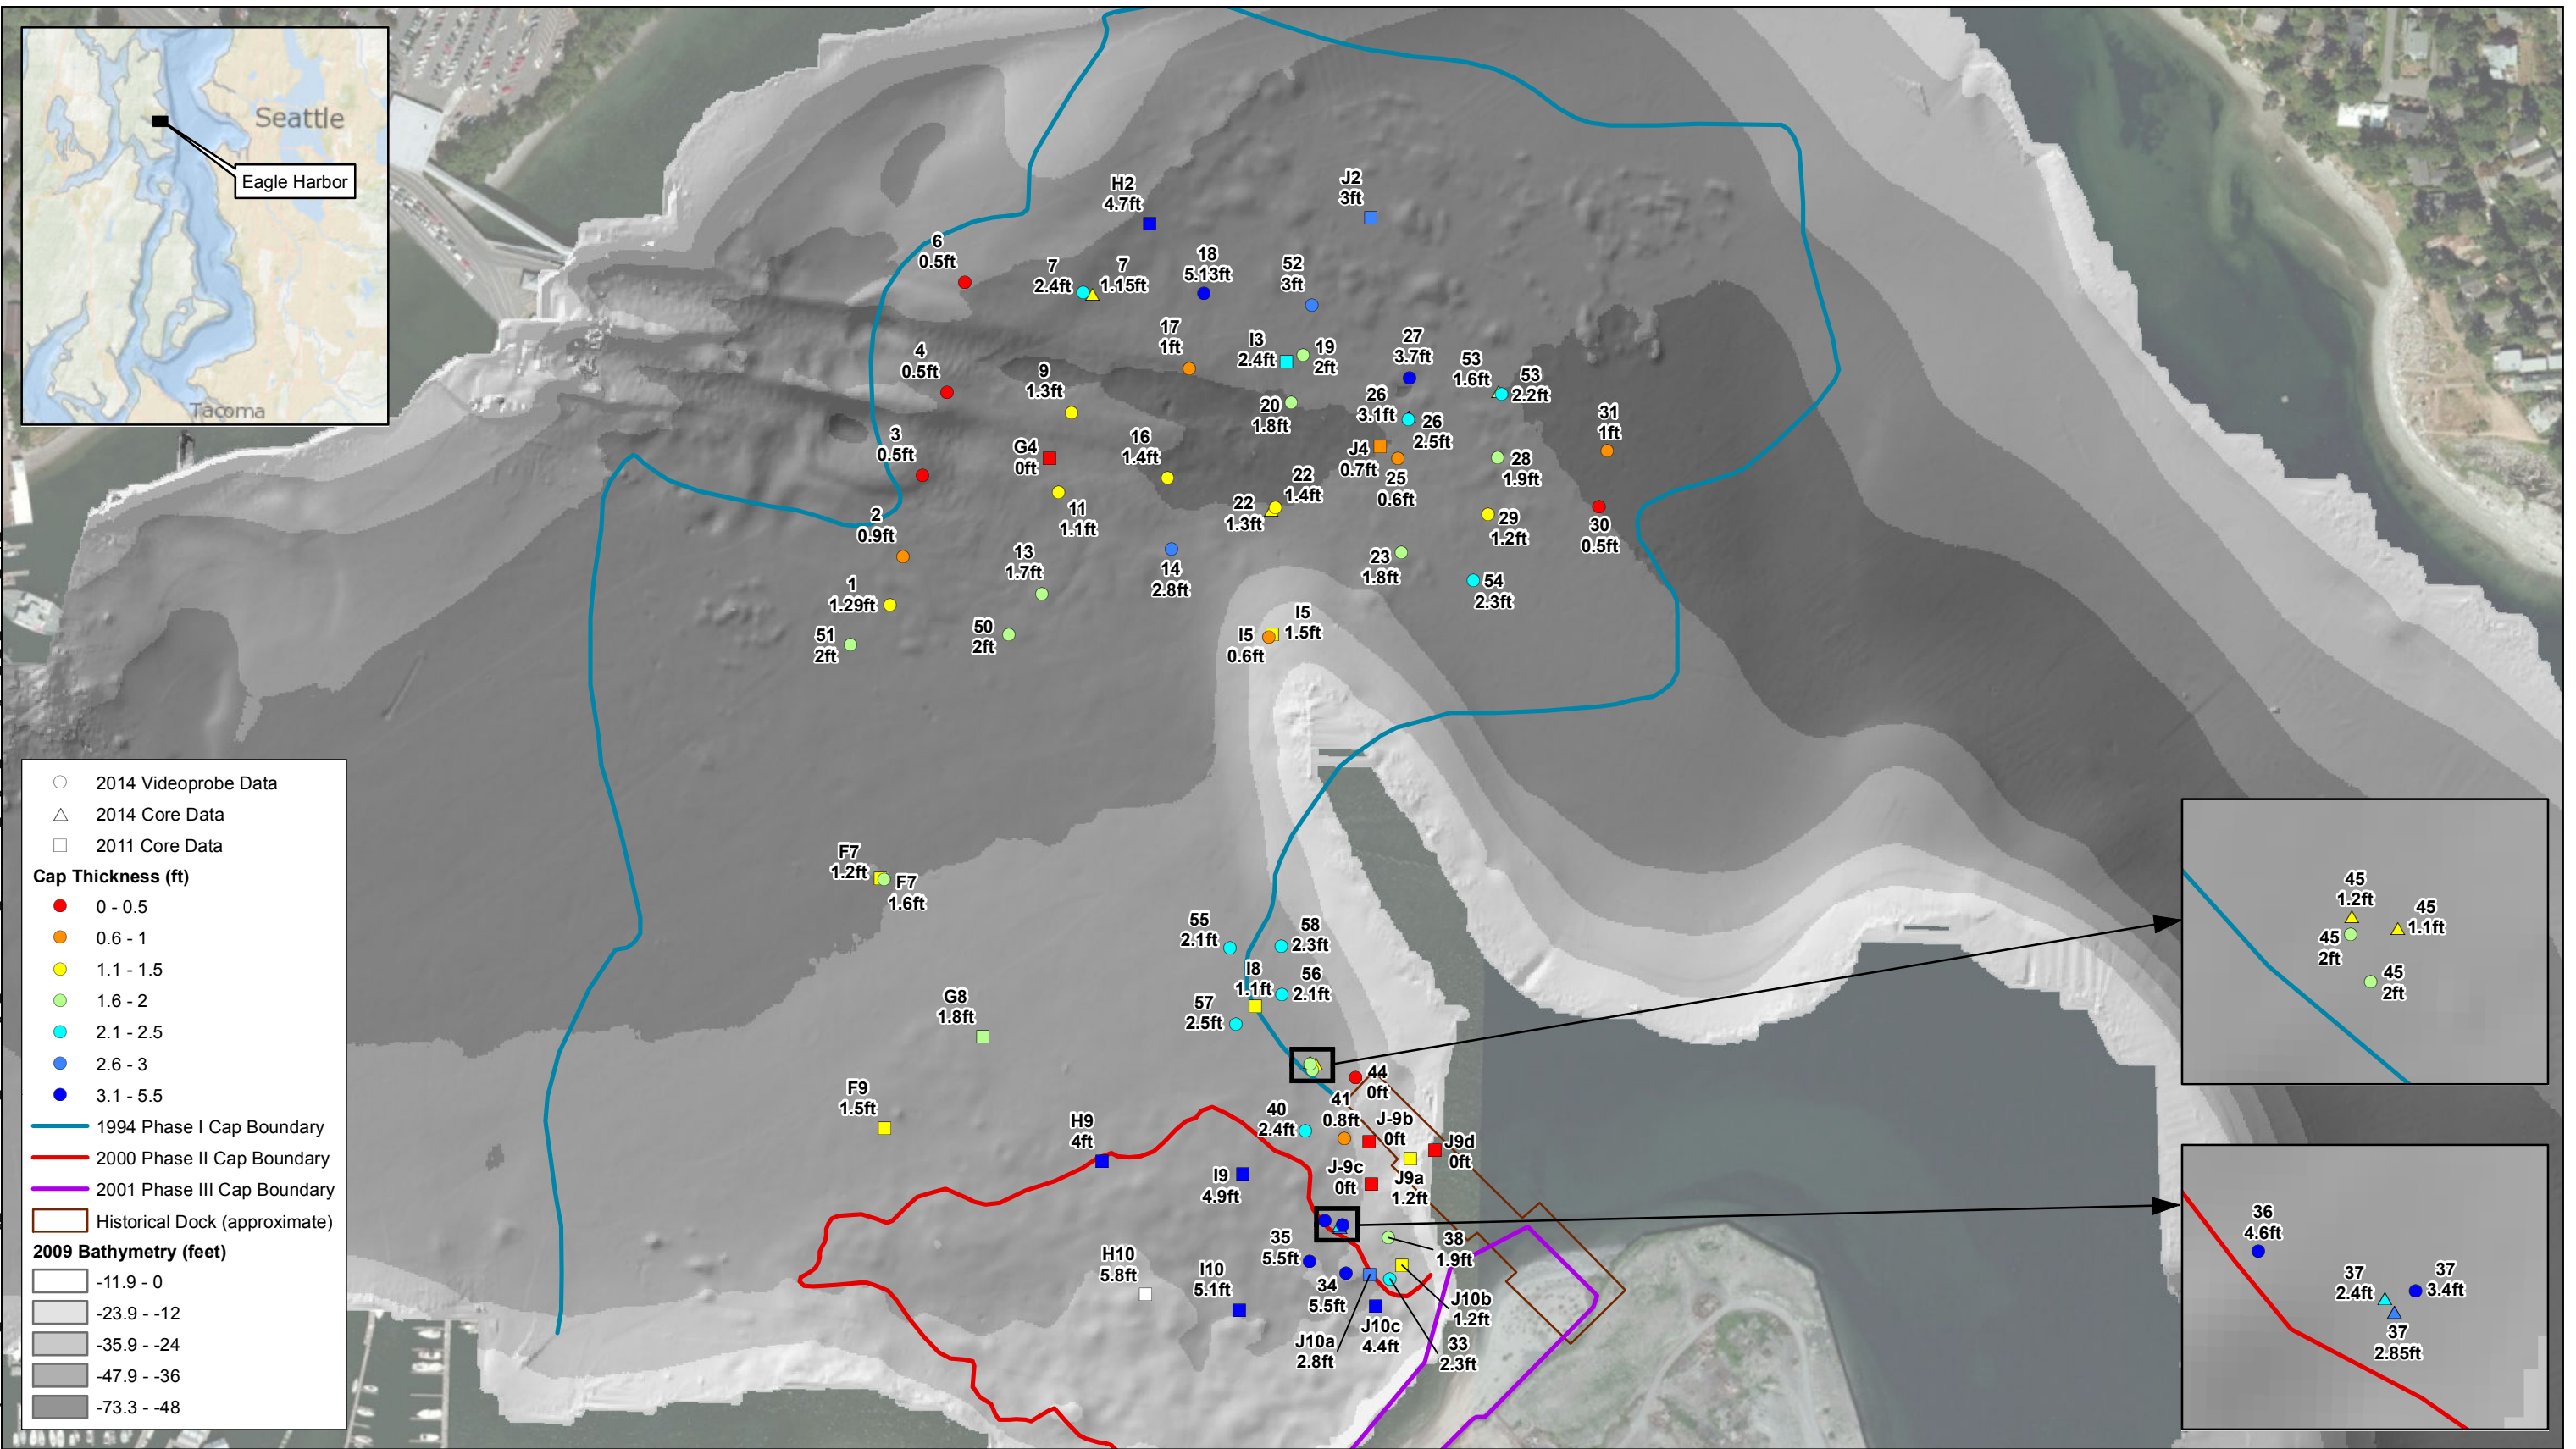 Seattle
Eagle Harbor
Tacoma
H2
4.7ft
J2
3ft
6
0.5ft
7
2.4ft
7
1.15ft
18
5.13ft
52
3ft
17
1ft
I3
2.4ft
19
2ft
27
3.7ft
53
1.6ft
53
2.2ft
4
0.5ft
9
1.3ft
20
1.8ft
26
3.1ft
26
2.5ft
31
1ft
3
0.5ft
G4
0ft
16
1.4ft
J4
0.7ft
25
0.6ft
28
1.9ft
22
1.4ft
22
1.3ft
11
1.1ft
29
1.2ft
30
0.5ft
2
0.9ft
13
1.7ft
14
2.8ft
23
1.8ft
54
2.3ft
1
1.29ft
51
2ft
50
2ft
I5
1.5ft
I5
0.6ft
F7
1.2ft
F7
1.6ft
55
2.1ft
58
2.3ft
I8
1.1ft
56
2.1ft
57
2.5ft
G8
1.8ft
44
0ft
F9
1.5ft
H9
4ft
40
2.4ft
41
0.8ft
J-9b
0ft
J9d
0ft
J-9c
0ft
J9a
1.2ft
I9
4.9ft
35
5.5ft
38
1.9ft
H10
5.8ft
I10
5.1ft
34
5.5ft
J10b
1.2ft
J10a
2.8ft
J10c
4.4ft
33
2.3ft
45
1.2ft
45
1.1ft
45
2ft
45
2ft
36
4.6ft
37
2.4ft
37
3.4ft
37
2.85ft
2014 Videoprobe Data
2014 Core Data
2011 Core Data
Cap Thickness (ft)
0 - 0.5
0.6 - 1
1.1 - 1.5
1.6 - 2
2.1 - 2.5
2.6 - 3
3.1 - 5.5
1994 Phase I Cap Boundary
2000 Phase II Cap Boundary
2001 Phase III Cap Boundary
Historical Dock (approximate)
2009 Bathymetry (feet)
-11.9 - 0
-23.9 - -12
-35.9 - -24
-47.9 - -36
-73.3 - -48